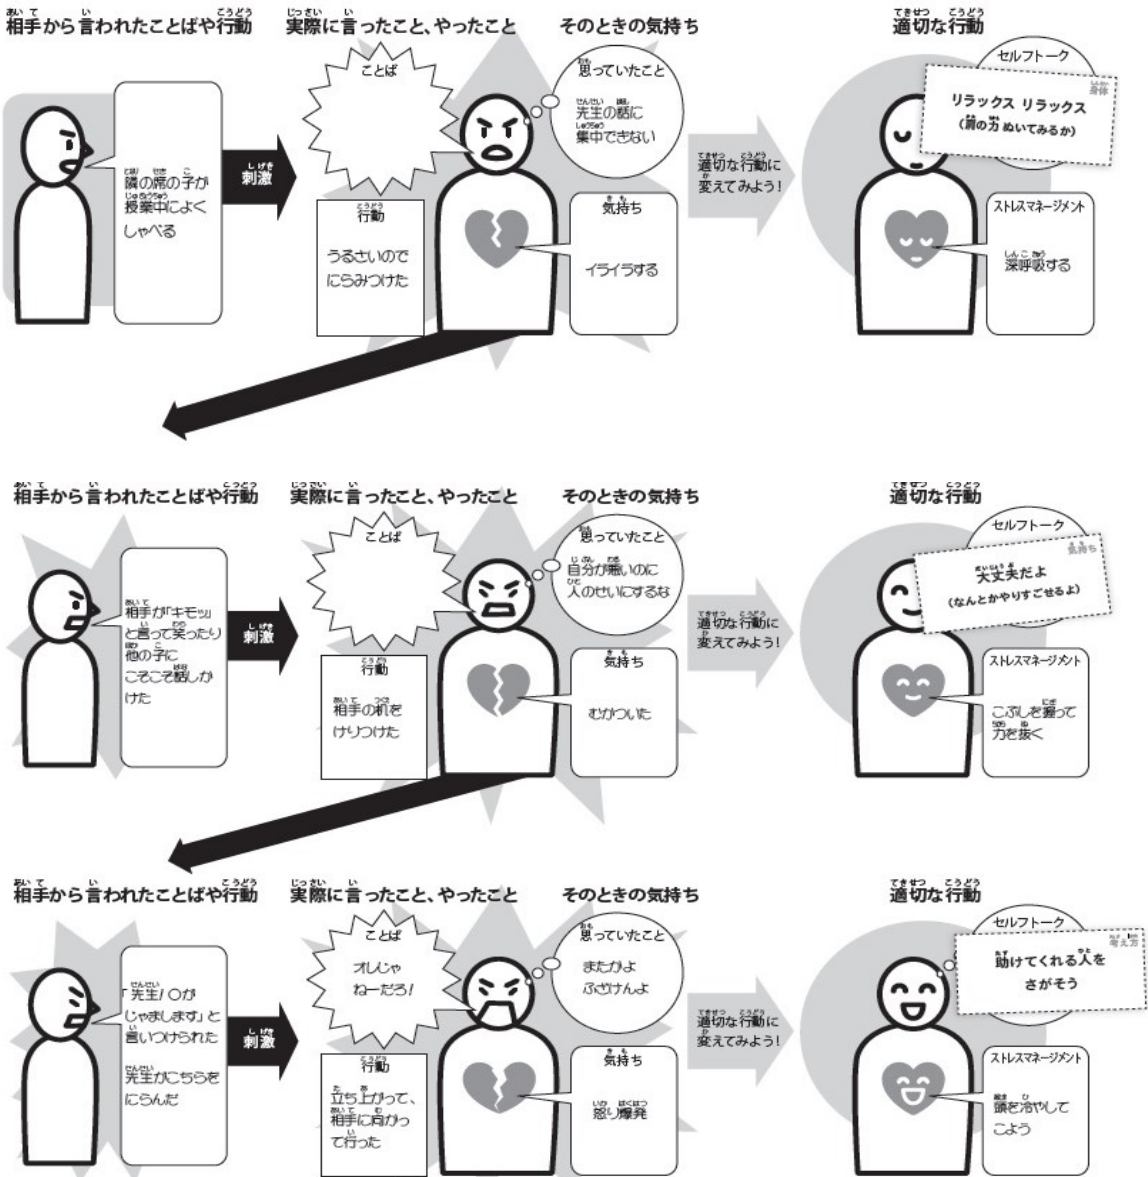 相手から言われたことばや行動
実際に言ったこと、やったこと
そのときの気持ち
適切な行動
隣の席の子が
授業中によく
しゃべる
刺激
ことば
行動
うるさいので
にらみつけた
思っていたこと
先生の話に
集中できない
気持ち
イライラする
適切な行動に
変えてみよう!
セルフトーク
身体
リラックス リラックス
(肩の力 ぬいてみるか)
ストレスマネージメント
深呼吸する
相手から言われたことばや行動
実際に言ったこと、やったこと
そのときの気持ち
適切な行動
相手が「キモッ」
と言って笑ったり
他の子に
こそこそ話しか
けた
刺激
ことば
行動
相手の机を
けりつけた
思っていたこと
自分が悪いのに
人のせいにするな
気持ち
むかついた
適切な行動に
変えてみよう!
セルフトーク
気持ち
大丈夫だよ
(なんとかやりすごせるよ)
ストレスマネージメント
こぶしを握って
力を抜く
相手から言われたことばや行動
実際に言ったこと、やったこと
そのときの気持ち
適切な行動
「先生!〇が
じゃまします」と
言いつけられた
先生がこちらを
にらんだ
刺激
ことば
オレじゃ
ねーだろ!
行動
立ち上がって、
相手に向かっ
て行った
思っていたこと
またかよ
ふざけんよ
気持ち
怒り爆発
適切な行動に
変えてみよう!
セルフトーク
考え方
助けてくれる人を
さがそう
ストレスマネージメント
頭を冷やして
こよう